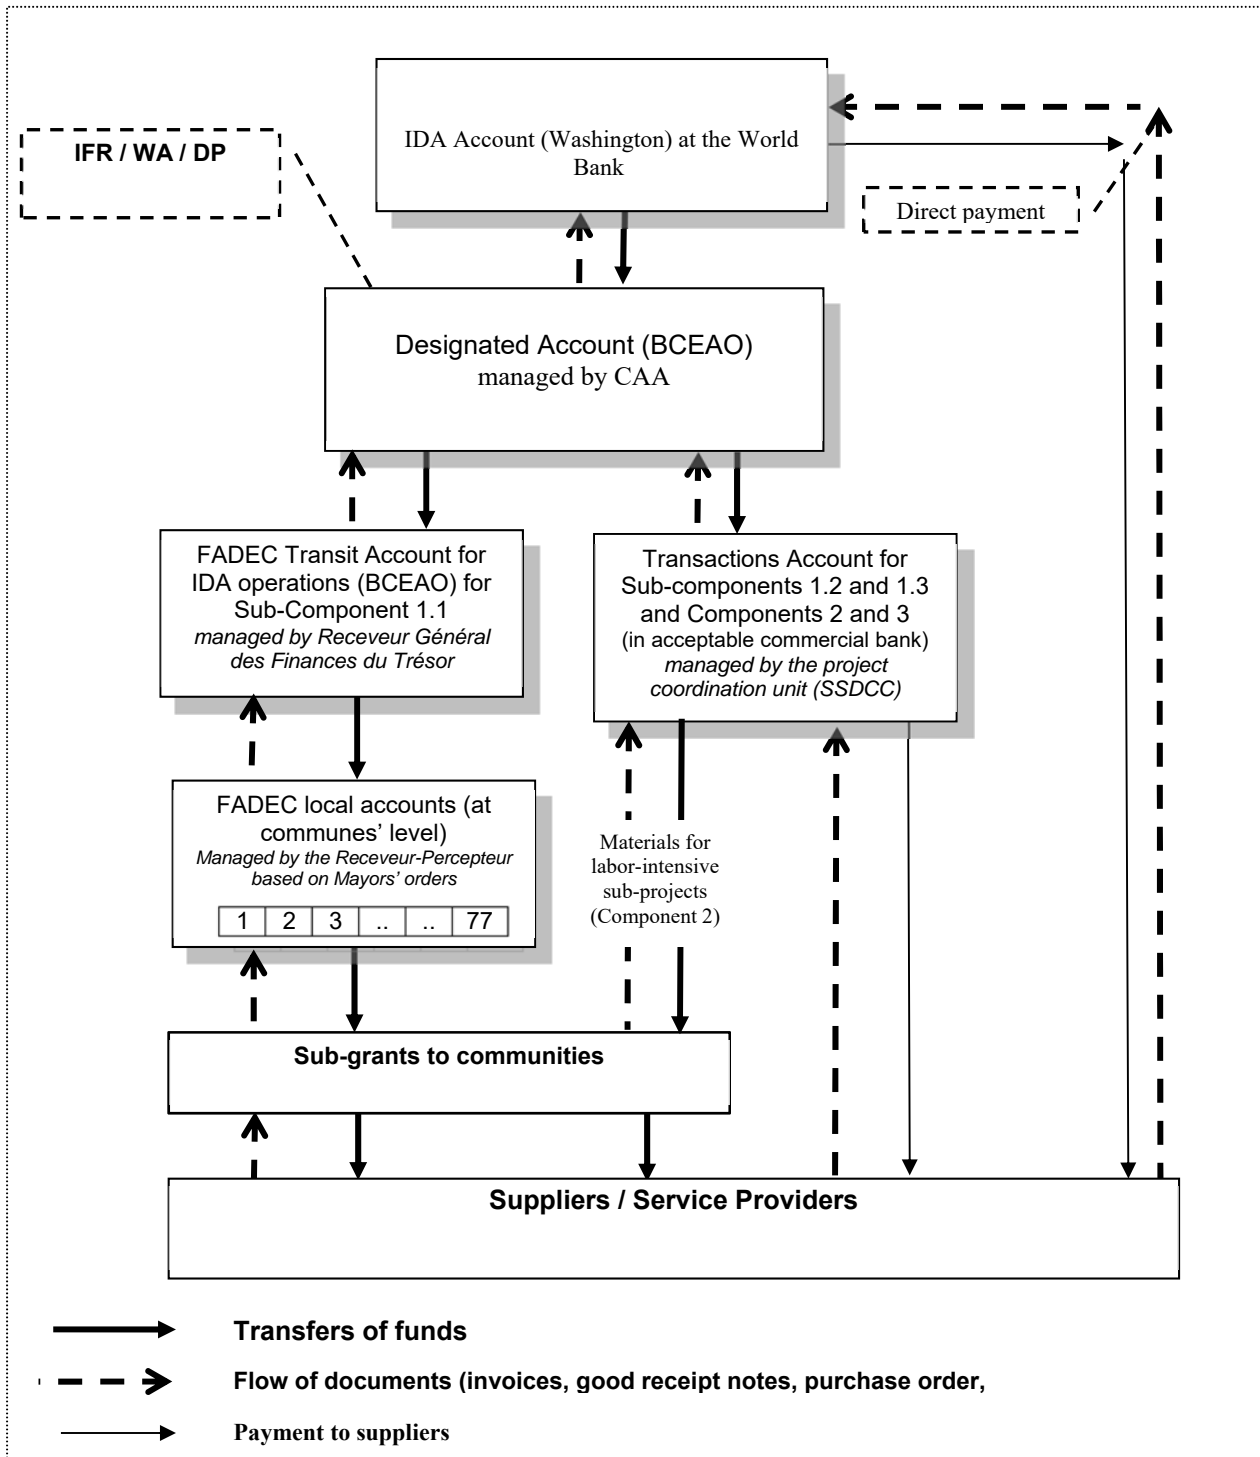 IDA Account (Washington) at the World
Bank
IFR / WA / DP
Direct payment
Designated Account (BCEAO)
managed by CAA
FADEC Transit Account for
IDA operations (BCEAO) for
Sub-Component 1.1
managed by Receveur Général
des Finances du Trésor
Transactions Account for
Sub-components 1.2 and 1.3
and Components 2 and 3
(in acceptable commercial bank)
managed by the project
coordination unit (SSDCC)
FADEC local accounts (at
communes’ level)
Managed by the Receveur-Percepteur
based on Mayors’ orders
1 2 3 .. .. 77
Materials for
labor-intensive
sub-projects
(Component 2)
Sub-grants to communities
Suppliers / Service Providers
Transfers of funds
Flow of documents (invoices, good receipt notes, purchase order,
Payment to suppliers